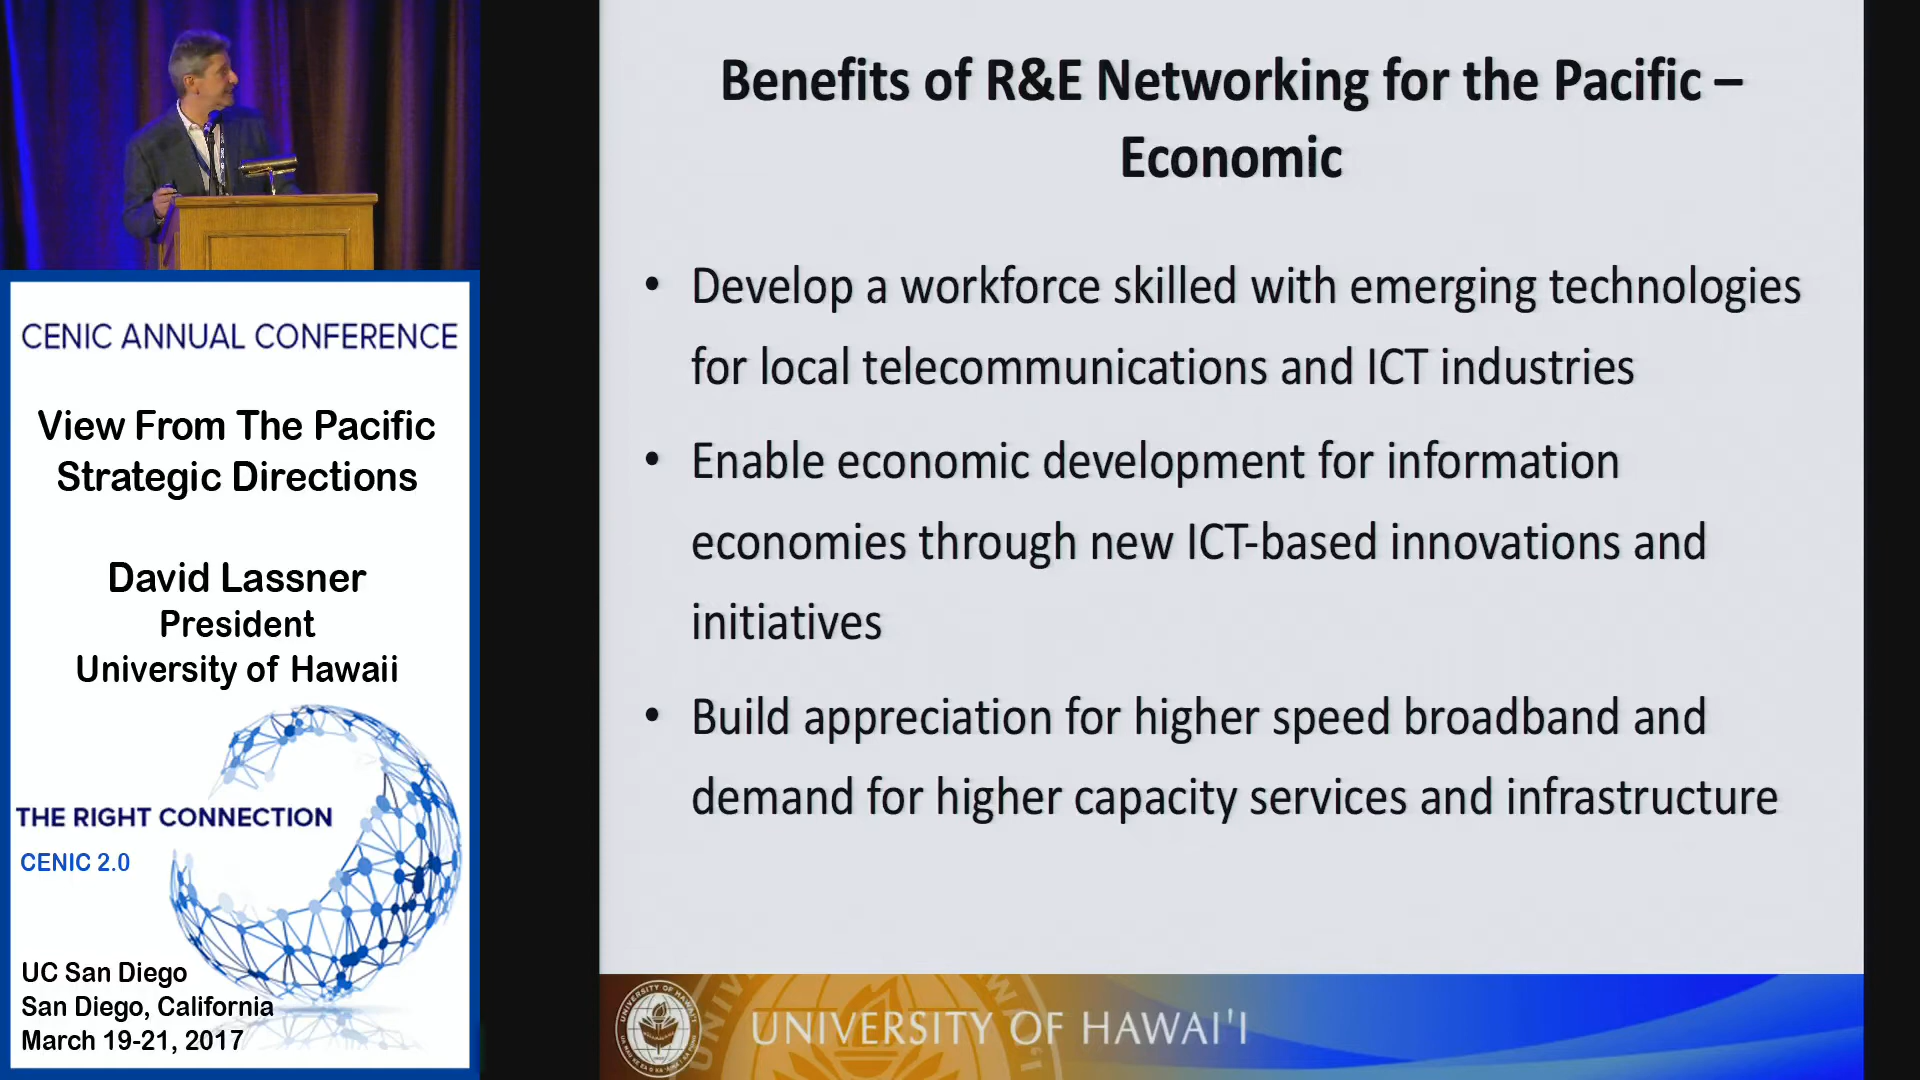 CENIC ANNUAL CONFERENCE
View From The Pacific
Strategic Directions
David Lassner
President
University of Hawaii
THE RIGHT CONNECTION
CENIC 2.0
UC San Diego
San Diego, California
March 19-21, 2017
Benefits of R&E Networking for the Pacific –
Economic
• Develop a workforce skilled with emerging technologies
for local telecommunications and ICT industries
• Enable economic development for information
economies through new ICT-based innovations and
initiatives
• Build appreciation for higher speed broadband and
demand for higher capacity services and infrastructure
UNIVERSITY OF HAWAI'I